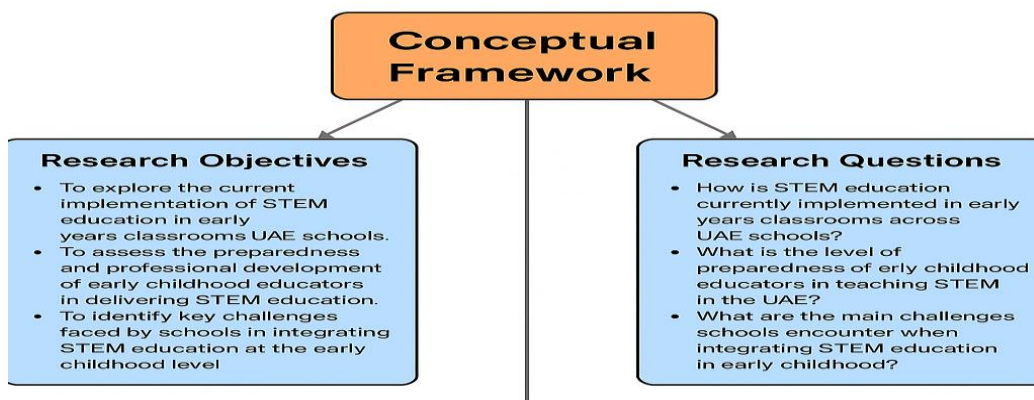 Conceptual
Framework
Research Objectives
• To explore the current
implementation of STEM
education in early
years classrooms UAE schools.
• To assess the preparedness
and professional development
of early childhood educators
in delivering STEM education.
• To identify key challenges
faced by schools in integrating
STEM education at the early
childhood level
Research Questions
• How is STEM education
currently implemented in early
years classrooms across
UAE schools?
• What is the level of
preparedness of erly childhood
educators in teaching STEM
in the UAE?
• What are the main challenges
schools encounter when
integrating STEM education
in early childhood?